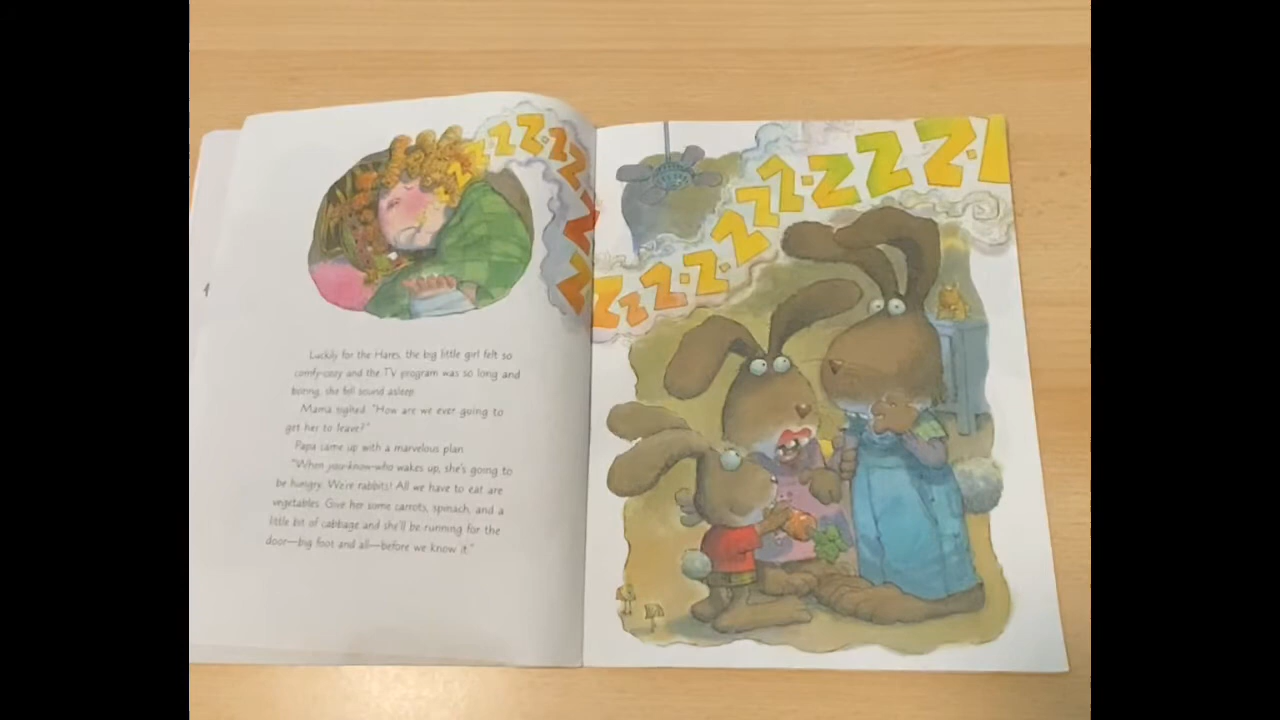 Z Z Z Z Z Z Z Z
Luckily for the Hares, the big little girl felt so
comfy-cozy and the TV program was so long and
boring, she fell sound asleep.
Mama sighed. "How are we ever going to
get her to leave?"
Papa came up with a marvelous plan.
"When you-know-who wakes up, she's going to
be hungry. We're rabbits! All we have to eat are
vegetables. Give her some carrots, spinach, and a
little bit of cabbage and she'll be running for the
door—big foot and all—before we know it."
Z Z Z Z Z Z Z Z Z Z Z